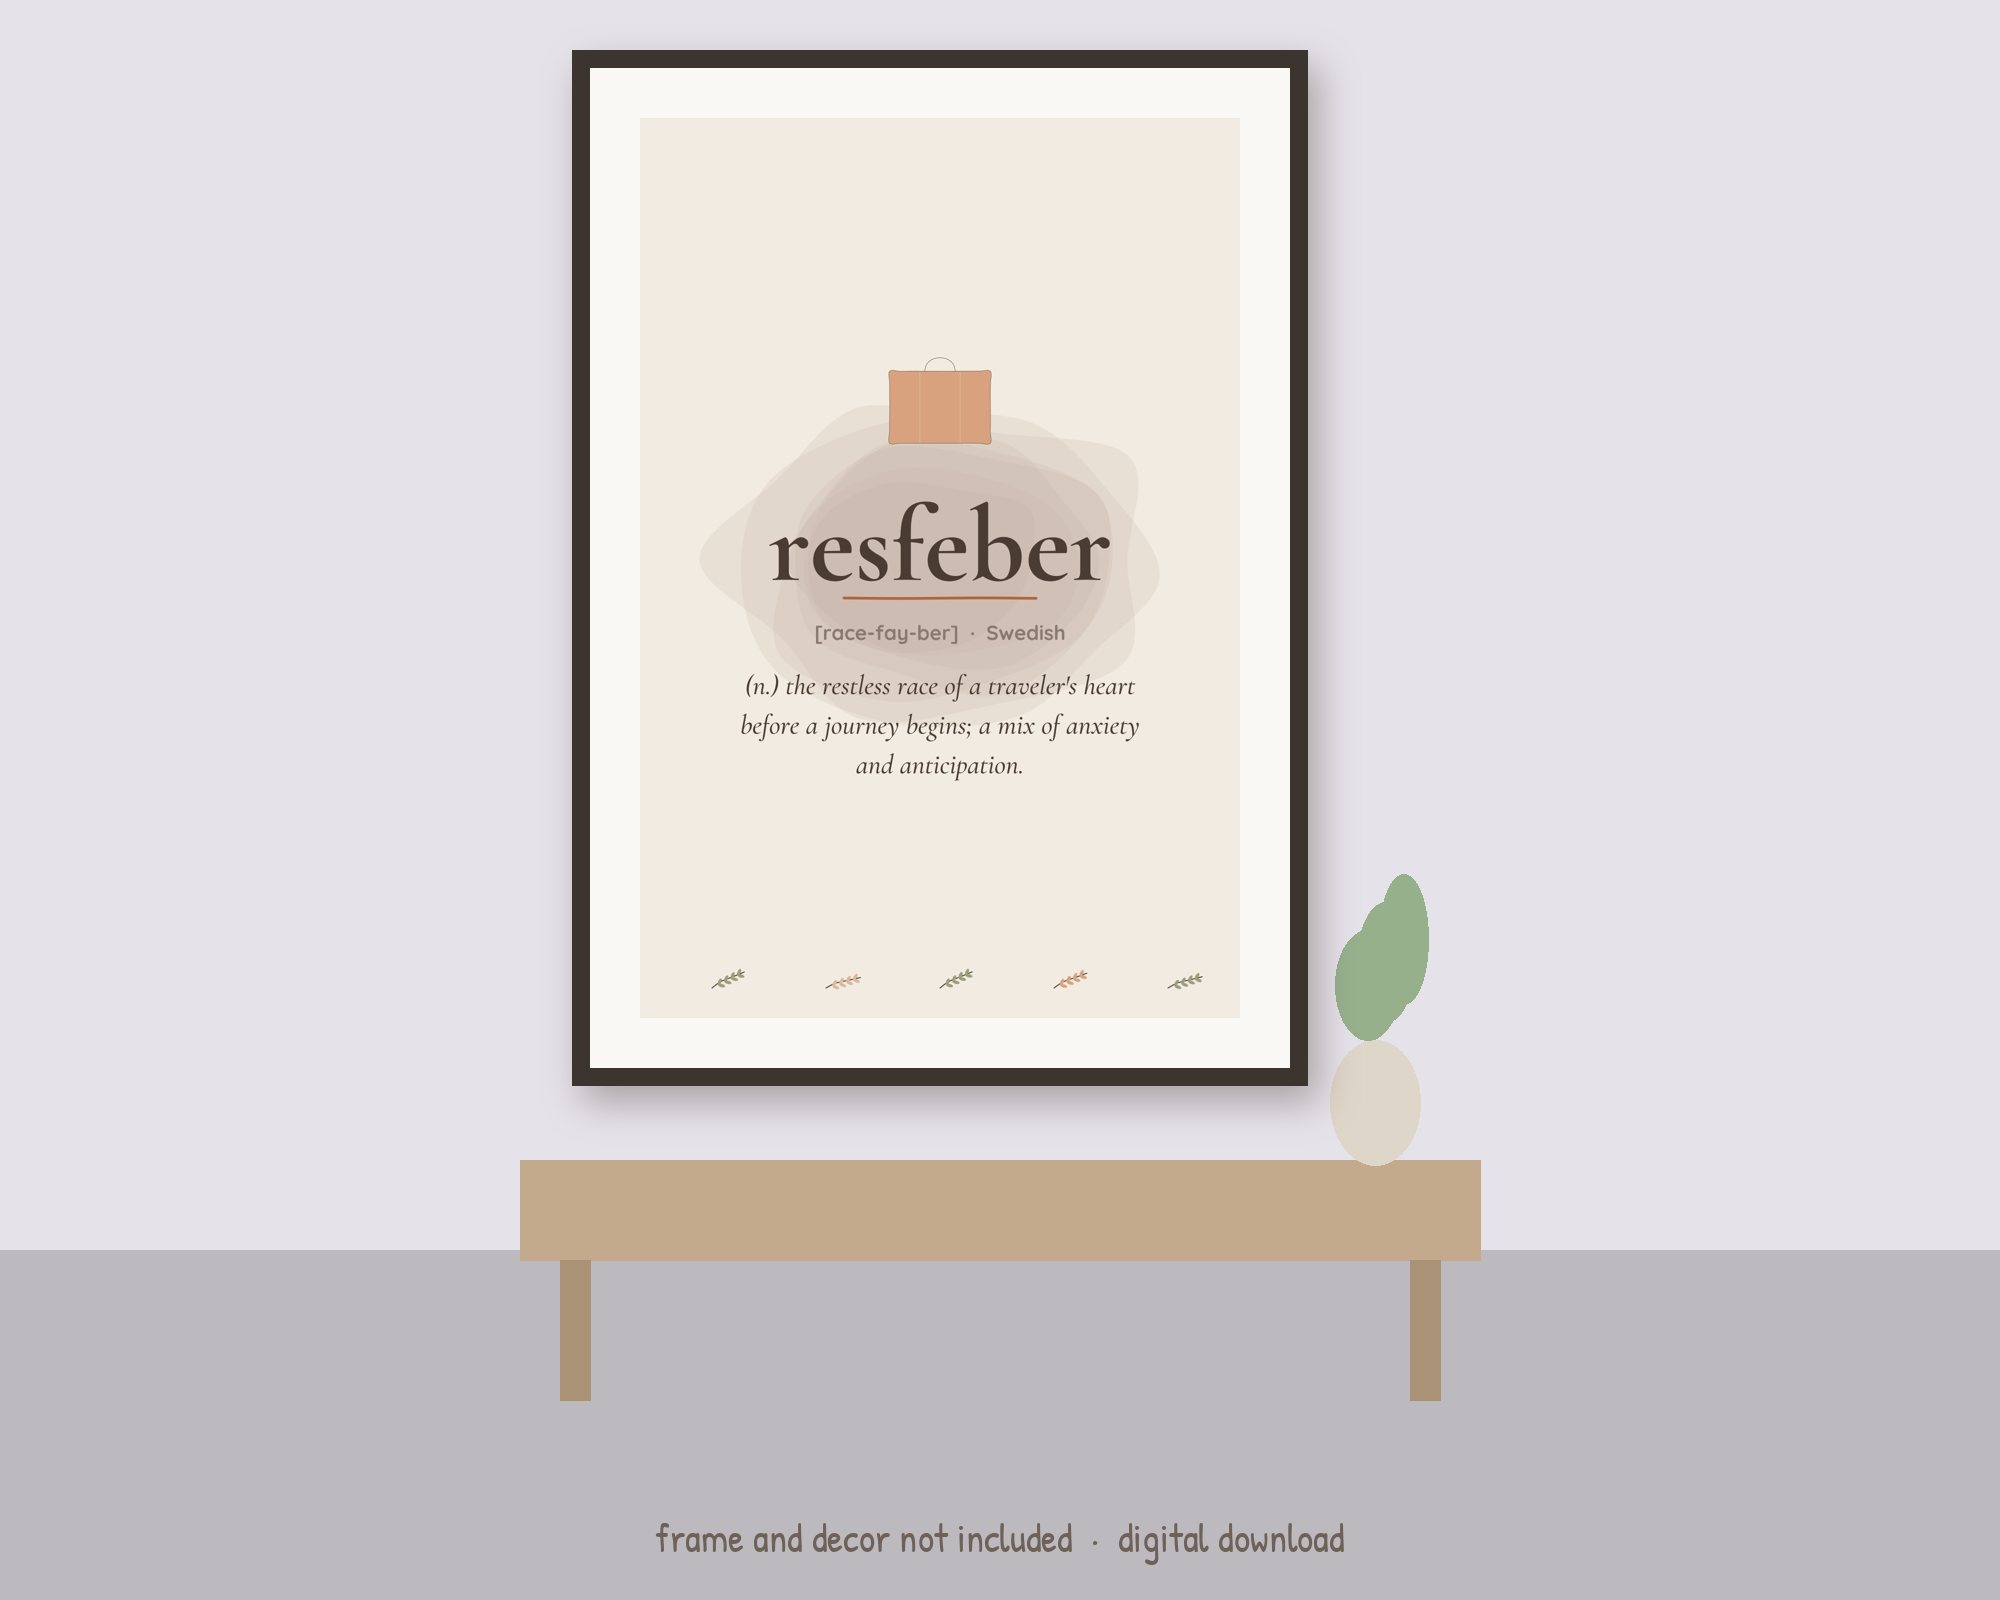 resfeber
[race-fay-ber] · Swedish
(n.) the restless race of a traveler's heart
before a journey begins; a mix of anxiety
and anticipation.
frame and decor not included · digital download